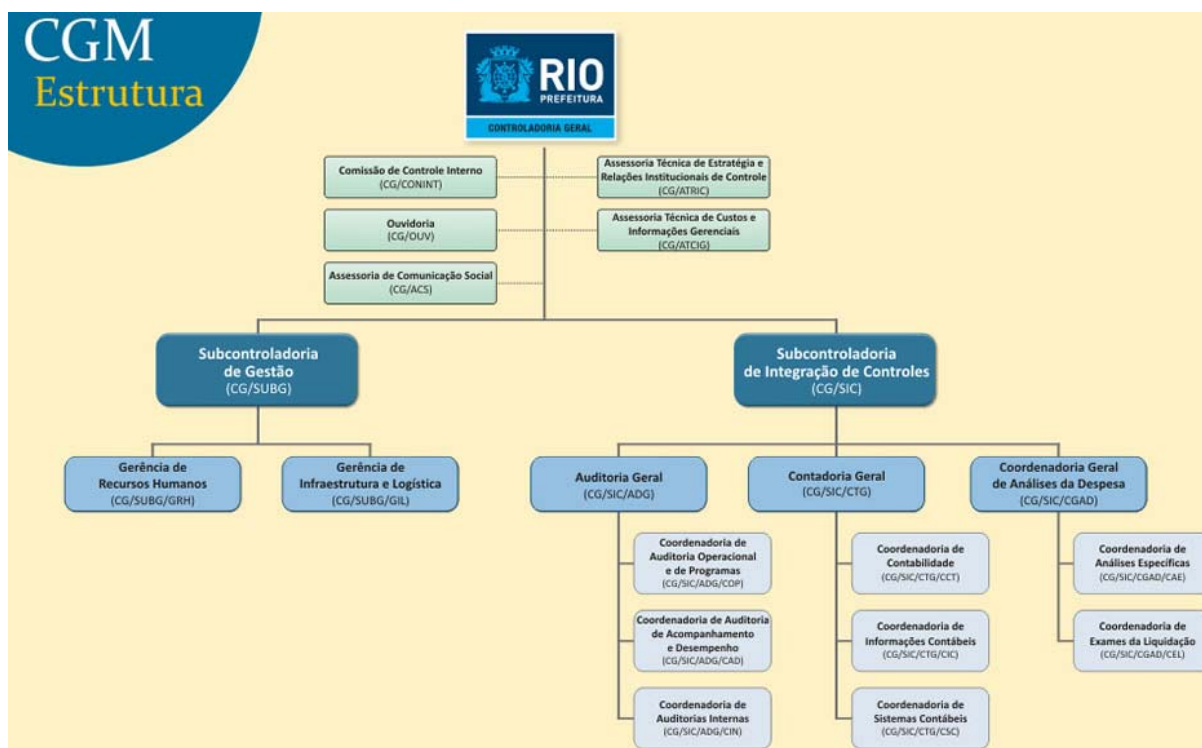 CGM
Estrutura
RIO
PREFEITURA
CONTROLADORIA GERAL
Comissão de Controle Interno
(CG/CONINT)
Assessoria Técnica de Estratégia e
Relações Institucionais de Controle
(CG/ATRIC)
Ouvidoria
(CG/OUV)
Assessoria Técnica de Custos e
Informações Gerenciais
(CG/ATCIG)
Assessoria de Comunicação Social
(CG/ACS)
Subcontroladoria
de Gestão
(CG/SUBG)
Subcontroladoria
de Integração de Controles
(CG/SIC)
Gerência de
Recursos Humanos
(CG/SUBG/GRH)
Gerência de
Infraestrutura e Logística
(CG/SUBG/GIL)
Auditoria Geral
(CG/SIC/ADG)
Contadoria Geral
(CG/SIC/CTG)
Coordenadoria Geral
de Análises da Despesa
(CG/SIC/CGAD)
Coordenadoria de
Auditoria Operacional
e de Programas
(CG/SIC/ADG/COP)
Coordenadoria de
Contabilidade
(CG/SIC/CTG/CCT)
Coordenadoria de
Análises Específicas
(CG/SIC/CGAD/CAE)
Coordenadoria de Auditoria
de Acompanhamento
e Desempenho
(CG/SIC/ADG/CAD)
Coordenadoria de
Informações Contábeis
(CG/SIC/CTG/CIC)
Coordenadoria de
Exames da Liquidação
(CG/SIC/CGAD/CEL)
Coordenadoria de
Auditorias Internas
(CG/SIC/ADG/CIN)
Coordenadoria de
Sistemas Contábeis
(CG/SIC/CTG/CSC)